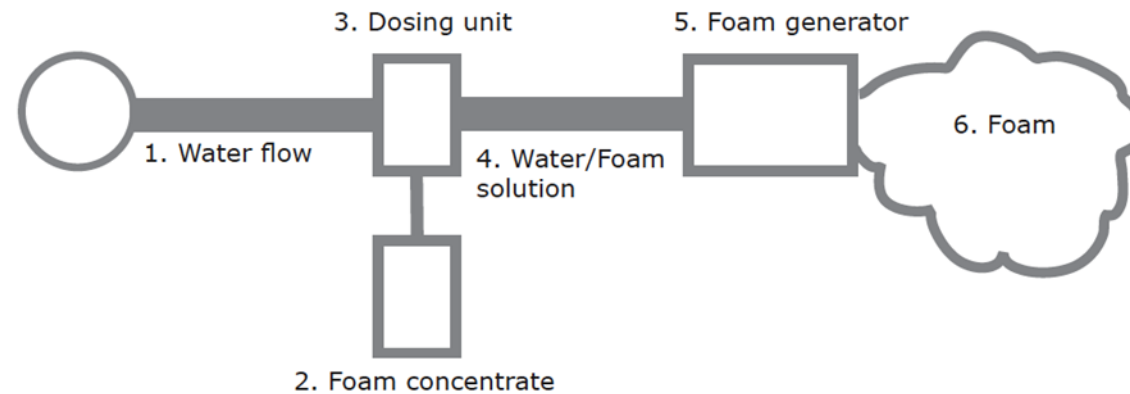 3. Dosing unit
5. Foam generator
6. Foam
1. Water flow
4. Water/Foam
solution
2. Foam concentrate